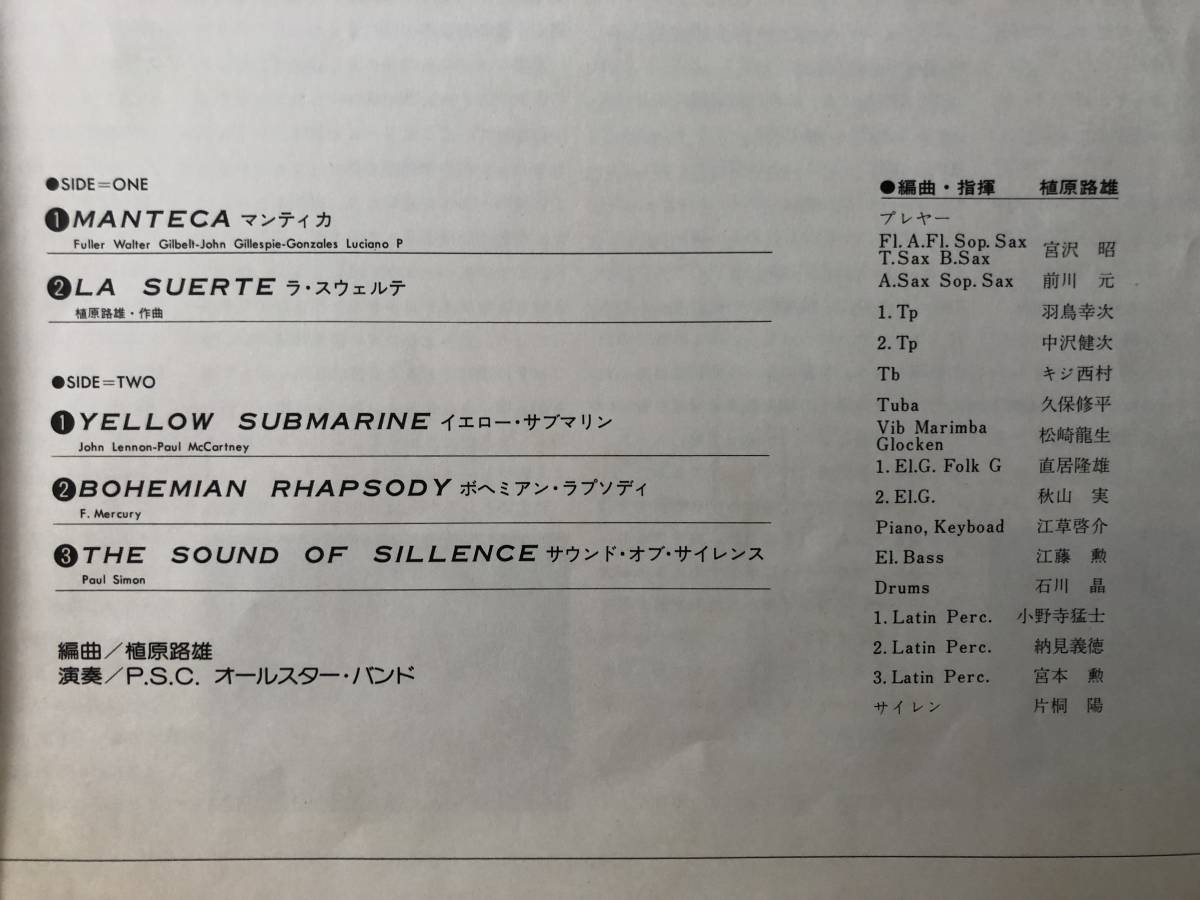 ●SIDE=ONE
❶MANTECA マンティカ
Fuller Walter Gilbelt-John Gillespie-Gonzales Luciano P
❷LA SUERTE ラ・スウェルテ
植原路雄・作曲
●SIDE=TWO
❶YELLOW SUBMARINE イエロー・サブマリン
John Lennon-Paul McCartney
❷BOHEMIAN RHAPSODY ボヘミアン・ラプソディ
F. Mercury
❸THE SOUND OF SILLENCE サウンド・オブ・サイレンス
Paul Simon
編曲/植原路雄
演奏/P.S.C. オールスター・バンド
●編曲・指揮 植原路雄
プレヤー
Fl. A.Fl. Sop. Sax
T.Sax B.Sax 宮沢 昭
A.Sax Sop. Sax 前川 元
1. Tp 羽鳥幸次
2. Tp 中沢健次
Tb キジ西村
Tuba 久保修平
Vib Marimba
Glocken 松崎龍生
1. El.G. Folk G 直居隆雄
2. El.G. 秋山 実
Piano, Keyboad 江草啓介
El. Bass 江藤 勲
Drums 石川 晶
1. Latin Perc. 小野寺猛士
2. Latin Perc. 納見義徳
3. Latin Perc. 宮本 勲
サイレン 片桐 陽